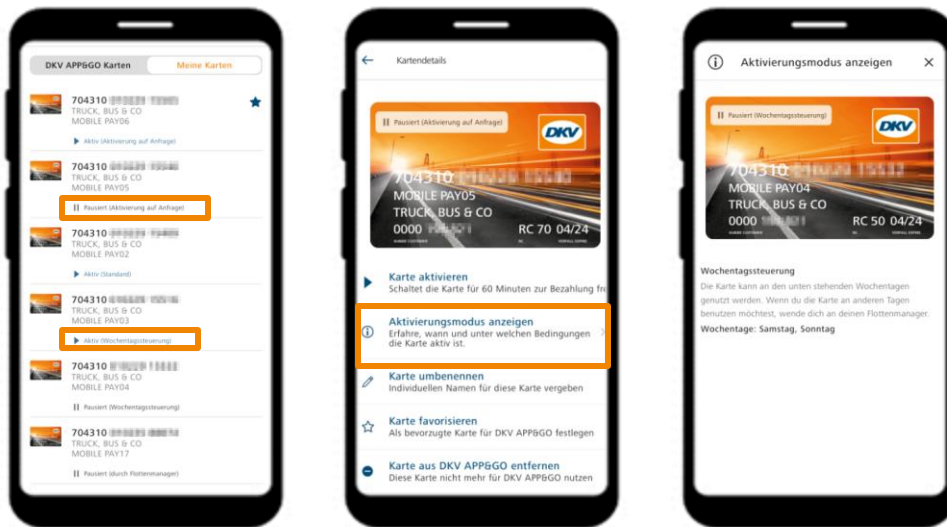 DKV APP&GO Karten
Meine Karten
704310
TRUCK, BUS & CO
MOBILE PAY06
Aktiv (Aktivierung auf Anfrage)
704310
TRUCK, BUS & CO
MOBILE PAY05
Pausiert (Aktivierung auf Anfrage)
704310
TRUCK, BUS & CO
MOBILE PAY02
Aktiv (Standard)
704310
TRUCK, BUS & CO
MOBILE PAY03
Aktiv (Wochentagssteuerung)
704310
TRUCK, BUS & CO
MOBILE PAY04
Pausiert (Wochentagssteuerung)
704310
TRUCK, BUS & CO
MOBILE PAY17
Pausiert (durch Flottenmanager)
Kartendetails
Pausiert (Aktivierung auf Anfrage)
DKV
704310
MOBILE PAY05
TRUCK, BUS & CO
0000
RC 70 04/24
Karte aktivieren
Schaltet die Karte für 60 Minuten zur Bezahlung fre
Aktivierungsmodus anzeigen
Erfahre, wann und unter welchen Bedingungen
die Karte aktiv ist.
Karte umbenennen
Individuellen Namen für diese Karte vergeben
Karte favorisieren
Als bevorzugte Karte für DKV APP&GO festlegen
Karte aus DKV APP&GO entfernen
Diese Karte nicht mehr für DKV APP&GO nutzen
Aktivierungsmodus anzeigen
Pausiert (Wochentagssteuerung)
DKV
704310
MOBILE PAY04
TRUCK, BUS & CO
0000
RC 50 04/24
Wochentagssteuerung
Die Karte kann an den unten stehenden Wochentagen
genutzt werden. Wenn du die Karte an anderen Tagen
benutzen möchtest, wende dich an deinen Flottenmanager.
Wochentage: Samstag, Sonntag